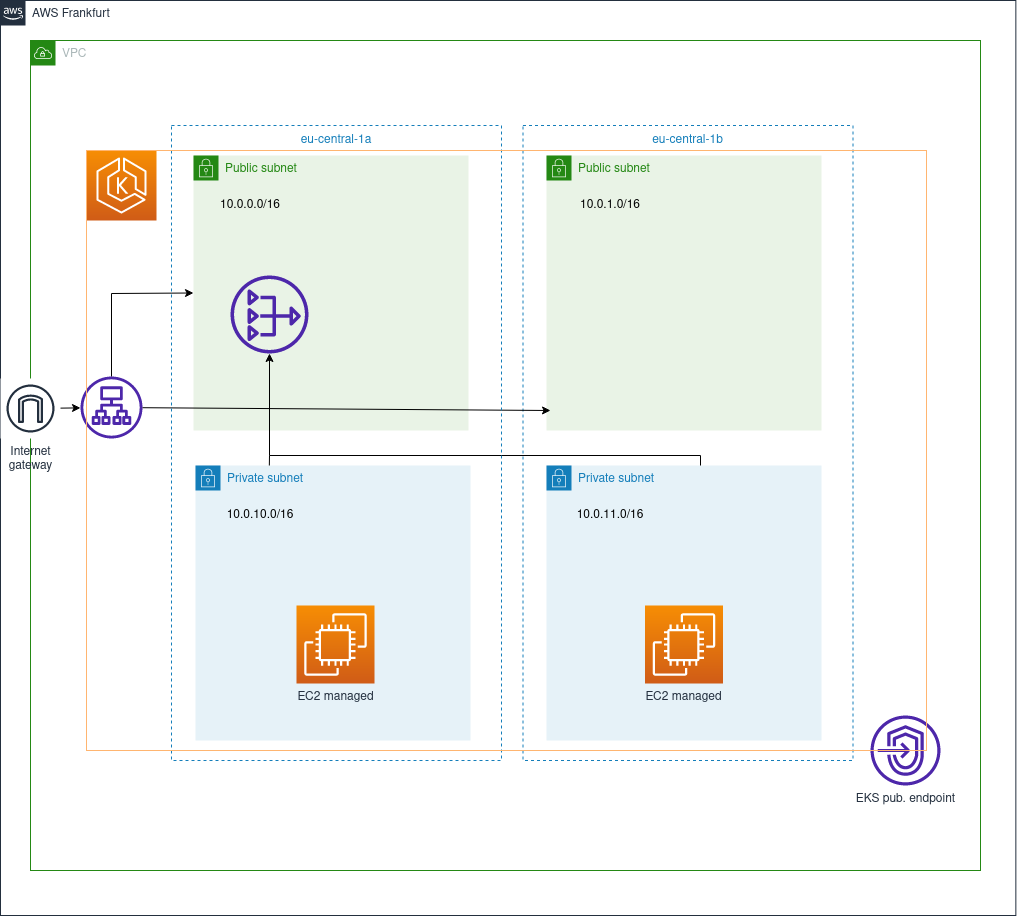 aws
AWS Frankfurt
VPC
eu-central-1a
eu-central-1b
K
Public subnet
Public subnet
10.0.0.0/16
10.0.1.0/16
Internet
gateway
Private subnet
Private subnet
10.0.10.0/16
10.0.11.0/16
EC2 managed
EC2 managed
EKS pub. endpoint